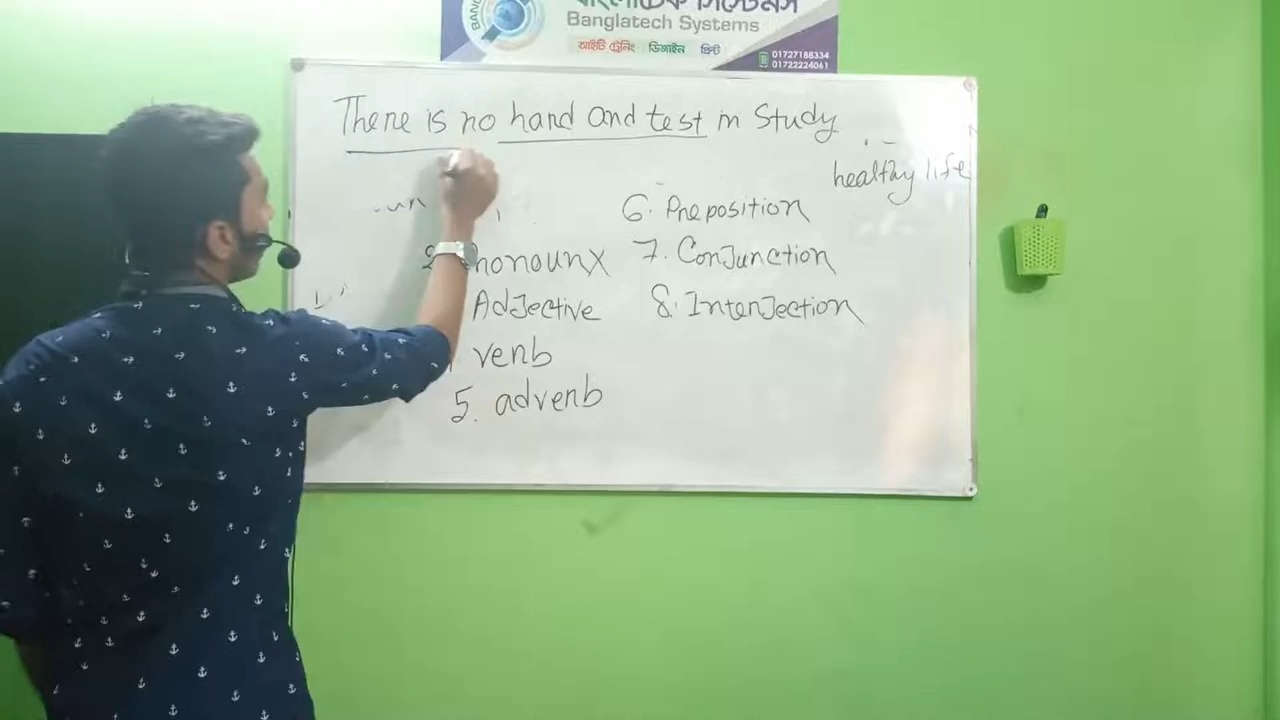 বাংলাটেক সিস্টেমস
Banglatech Systems
আইটি ট্রেনিং ডিজাইন প্রিন্ট
01727188334
01722224061
There is no hand and test in Study
healthy life
6. Preposition
Pronoun X
7. Conjunction
Adjective
8. Interjection
verb
5. adverb